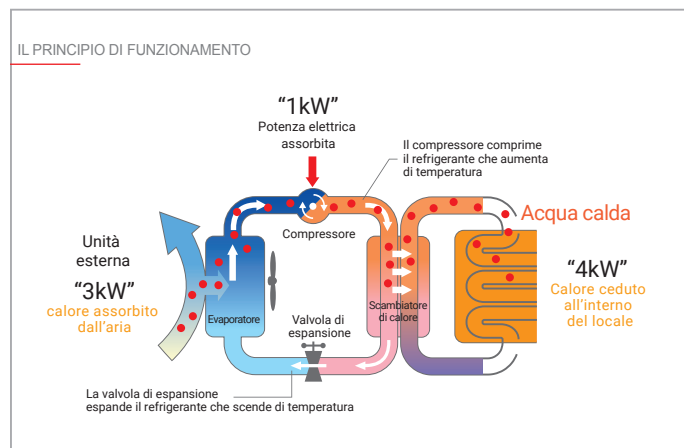 IL PRINCIPIO DI FUNZIONAMENTO
“1kW”
Potenza elettrica
assorbita
Il compressore comprime
il refrigerante che aumenta
di temperatura
Compressore
Acqua calda
Unità
esterna
“3kW”
calore assorbito
dall’aria
“4kW”
Calore ceduto
all’interno
del locale
Evaporatore
Scambiatore
di calore
Valvola di
espansione
La valvola di espansione
espande il refrigerante che scende di temperatura